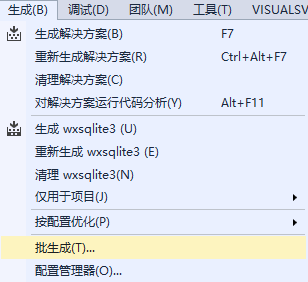 生成(B) 调试(D) 团队(M) 工具(T) VISUALSV
生成解决方案(B) F7
重新生成解决方案(R) Ctrl+Alt+F7
清理解决方案(C)
对解决方案运行代码分析(Y) Alt+F11
生成 wxsqlite3 (U)
重新生成 wxsqlite3 (E)
清理 wxsqlite3(N)
仅用于项目(J)
按配置优化(P)
批生成(T)...
配置管理器(O)...